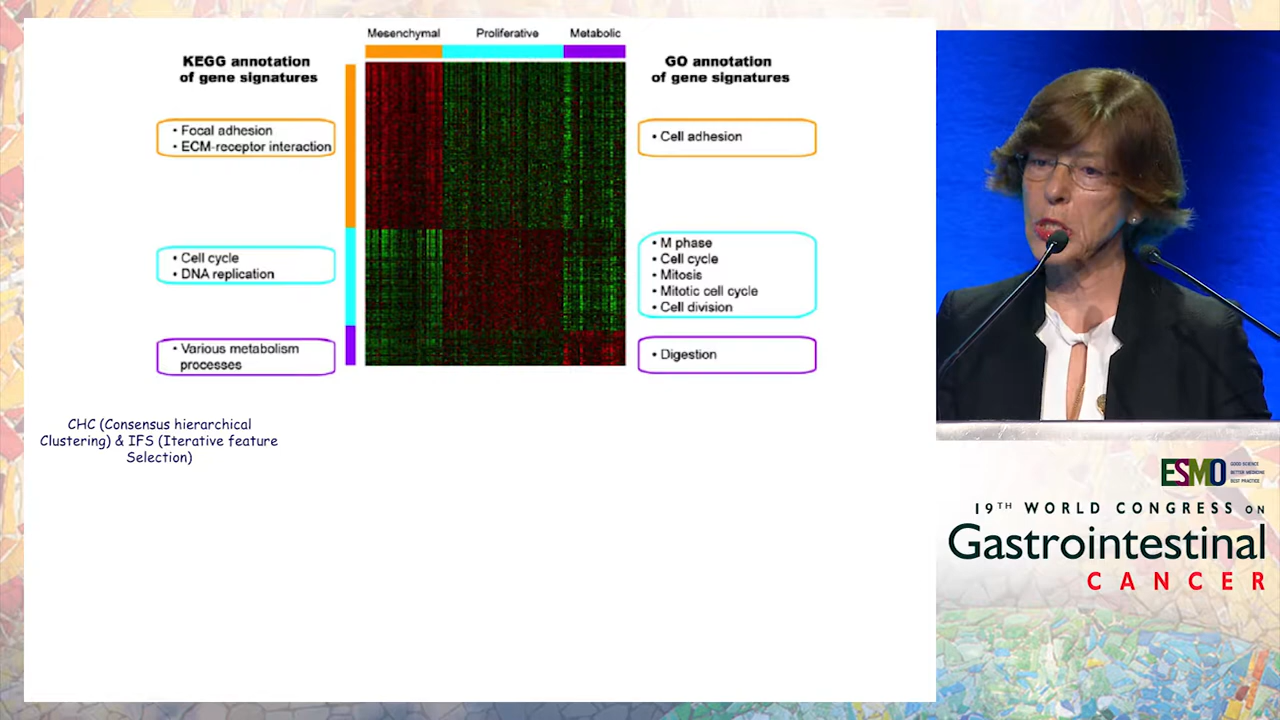 Mesenchymal Proliferative Metabolic
KEGG annotation
of gene signatures
GO annotation
of gene signatures
• Focal adhesion
• ECM-receptor interaction
• Cell adhesion
• Cell cycle
• DNA replication
• M phase
• Cell cycle
• Mitosis
• Mitotic cell cycle
• Cell division
• Various metabolism
processes
• Digestion
CHC (Consensus hierarchical
Clustering) & IFS (Iterative feature
Selection)
ESMO
GOOD SCIENCE
BETTER MEDICINE
BEST PRACTICE
19TH WORLD CONGRESS ON
Gastrointestinal
CANCER